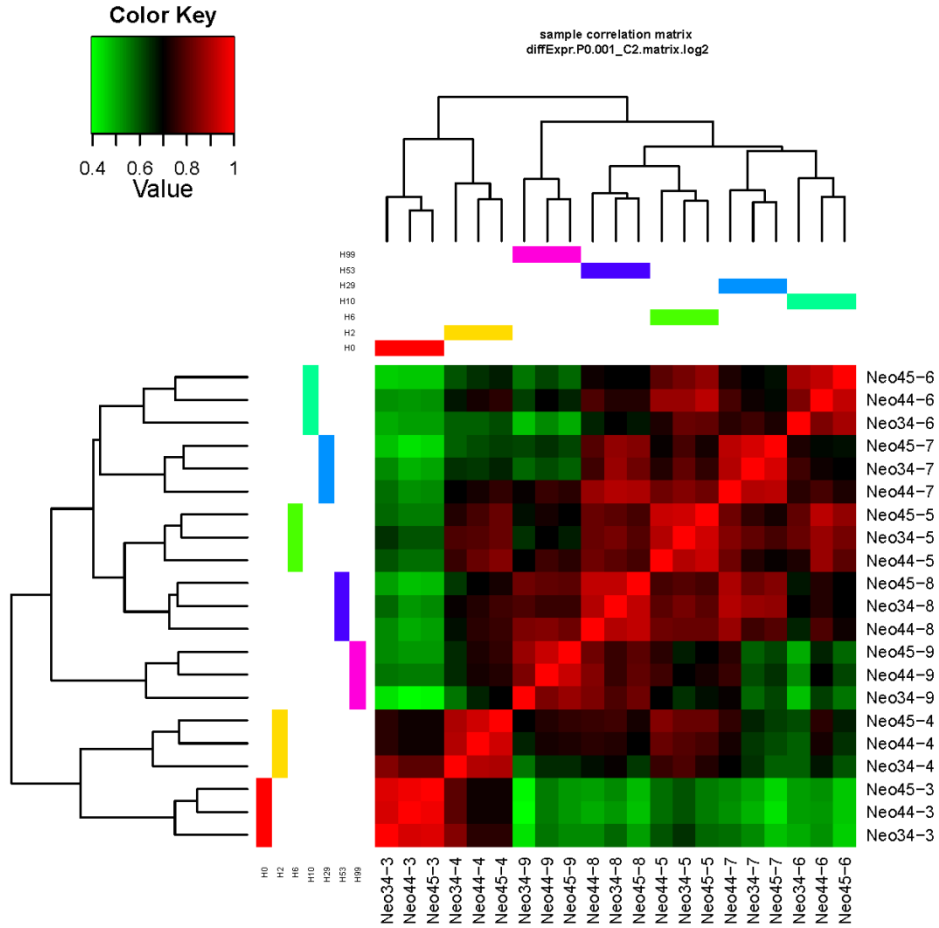 Color Key
0.4 0.6 0.8 1
Value
sample correlation matrix
diffExpr.P0.001_C2.matrix.log2
H99
H53
H29
H10
H6
H2
H0
Neo45-6
Neo44-6
Neo34-6
Neo45-7
Neo34-7
Neo44-7
Neo45-5
Neo34-5
Neo44-5
Neo45-8
Neo34-8
Neo44-8
Neo45-9
Neo44-9
Neo34-9
Neo45-4
Neo44-4
Neo34-4
Neo45-3
Neo44-3
Neo34-3
H0 H2 H6 H10 H29 H53 H99
Neo34-3 Neo44-3 Neo45-3 Neo34-4 Neo44-4 Neo45-4 Neo34-9 Neo44-9 Neo45-9 Neo44-8 Neo34-8 Neo45-8 Neo44-5 Neo34-5 Neo45-5 Neo44-7 Neo34-7 Neo45-7 Neo34-6 Neo44-6 Neo45-6